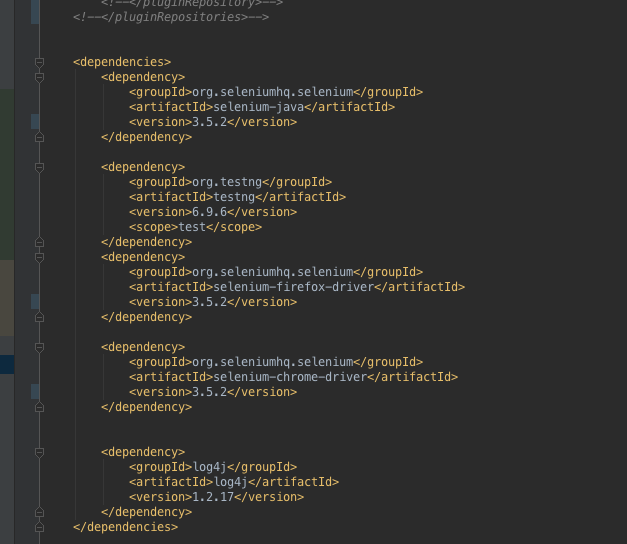 <!--</pluginRepository>-->
<!--</pluginRepositories>-->
<dependencies>
<dependency>
<groupId>org.seleniumhq.selenium</groupId>
<artifactId>selenium-java</artifactId>
<version>3.5.2</version>
</dependency>
<dependency>
<groupId>org.testng</groupId>
<artifactId>testng</artifactId>
<version>6.9.6</version>
<scope>test</scope>
</dependency>
<dependency>
<groupId>org.seleniumhq.selenium</groupId>
<artifactId>selenium-firefox-driver</artifactId>
<version>3.5.2</version>
</dependency>
<dependency>
<groupId>org.seleniumhq.selenium</groupId>
<artifactId>selenium-chrome-driver</artifactId>
<version>3.5.2</version>
</dependency>
<dependency>
<groupId>log4j</groupId>
<artifactId>log4j</artifactId>
<version>1.2.17</version>
</dependency>
</dependencies>